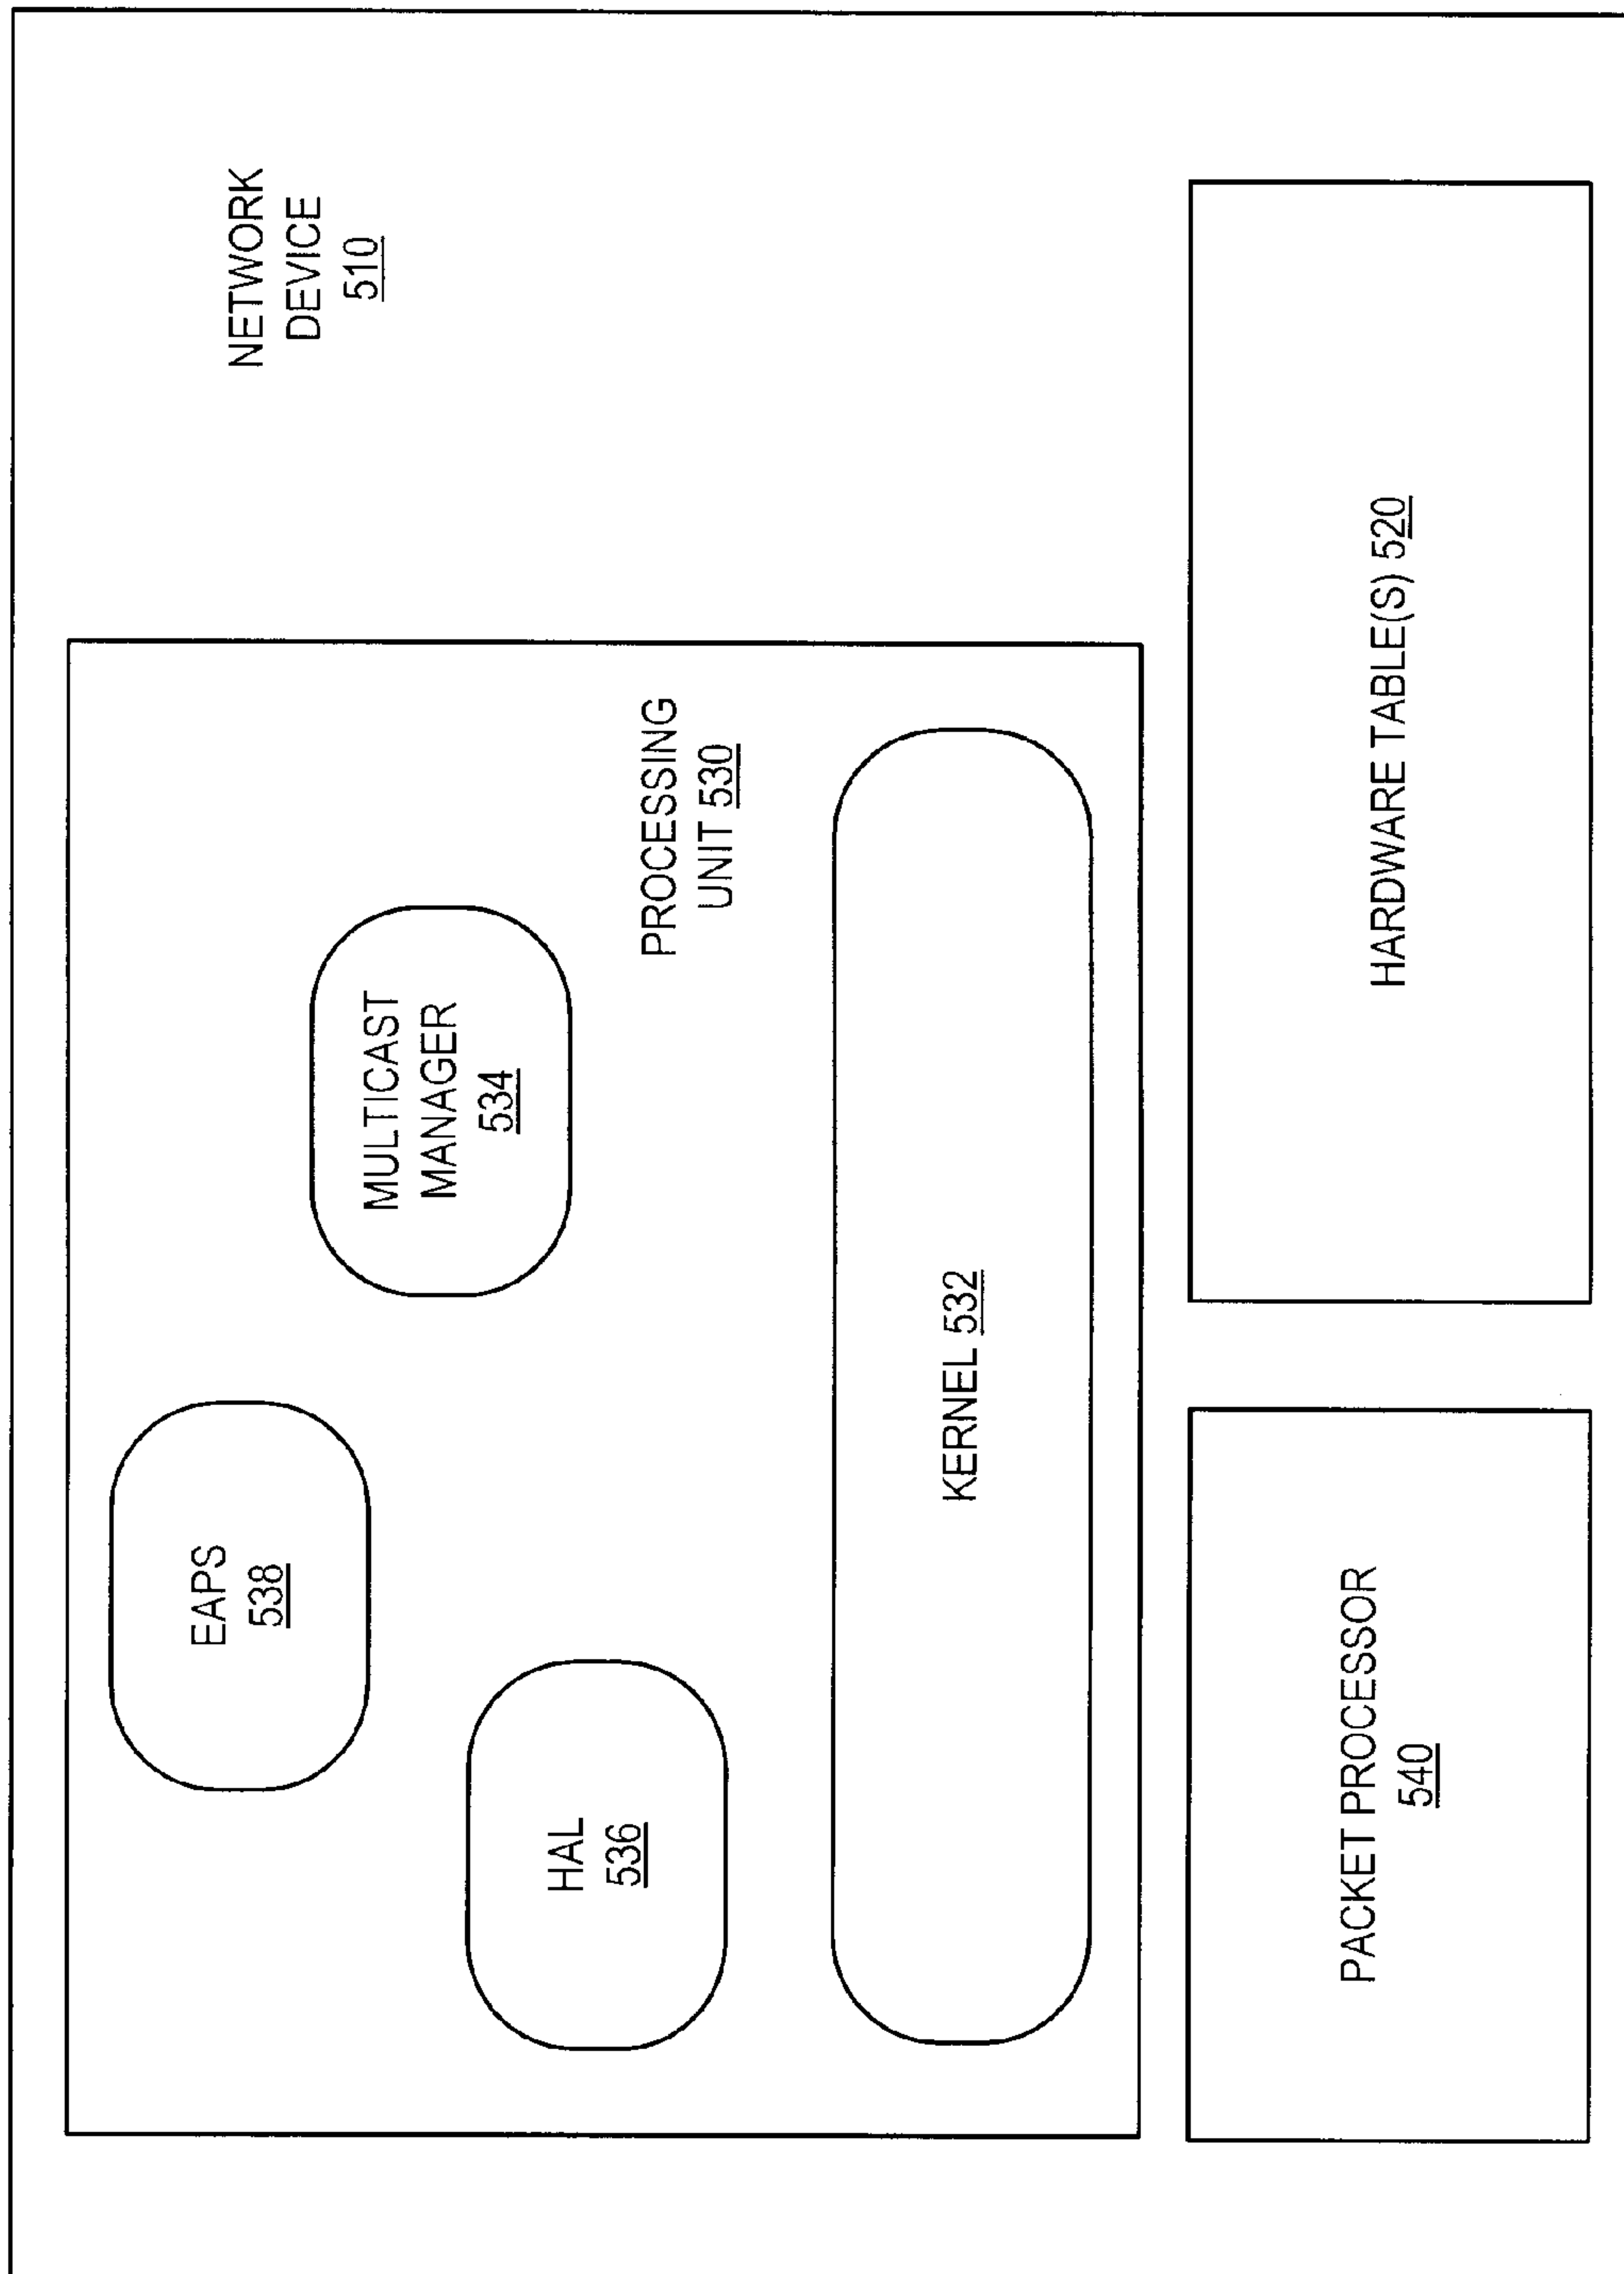 NETWORK
DEVICE
510
EAPS
538
MULTICAST
MANAGER
534
HAL
536
PROCESSING
UNIT 530
KERNEL 532
PACKET PROCESSOR
540
HARDWARE TABLE(S) 520